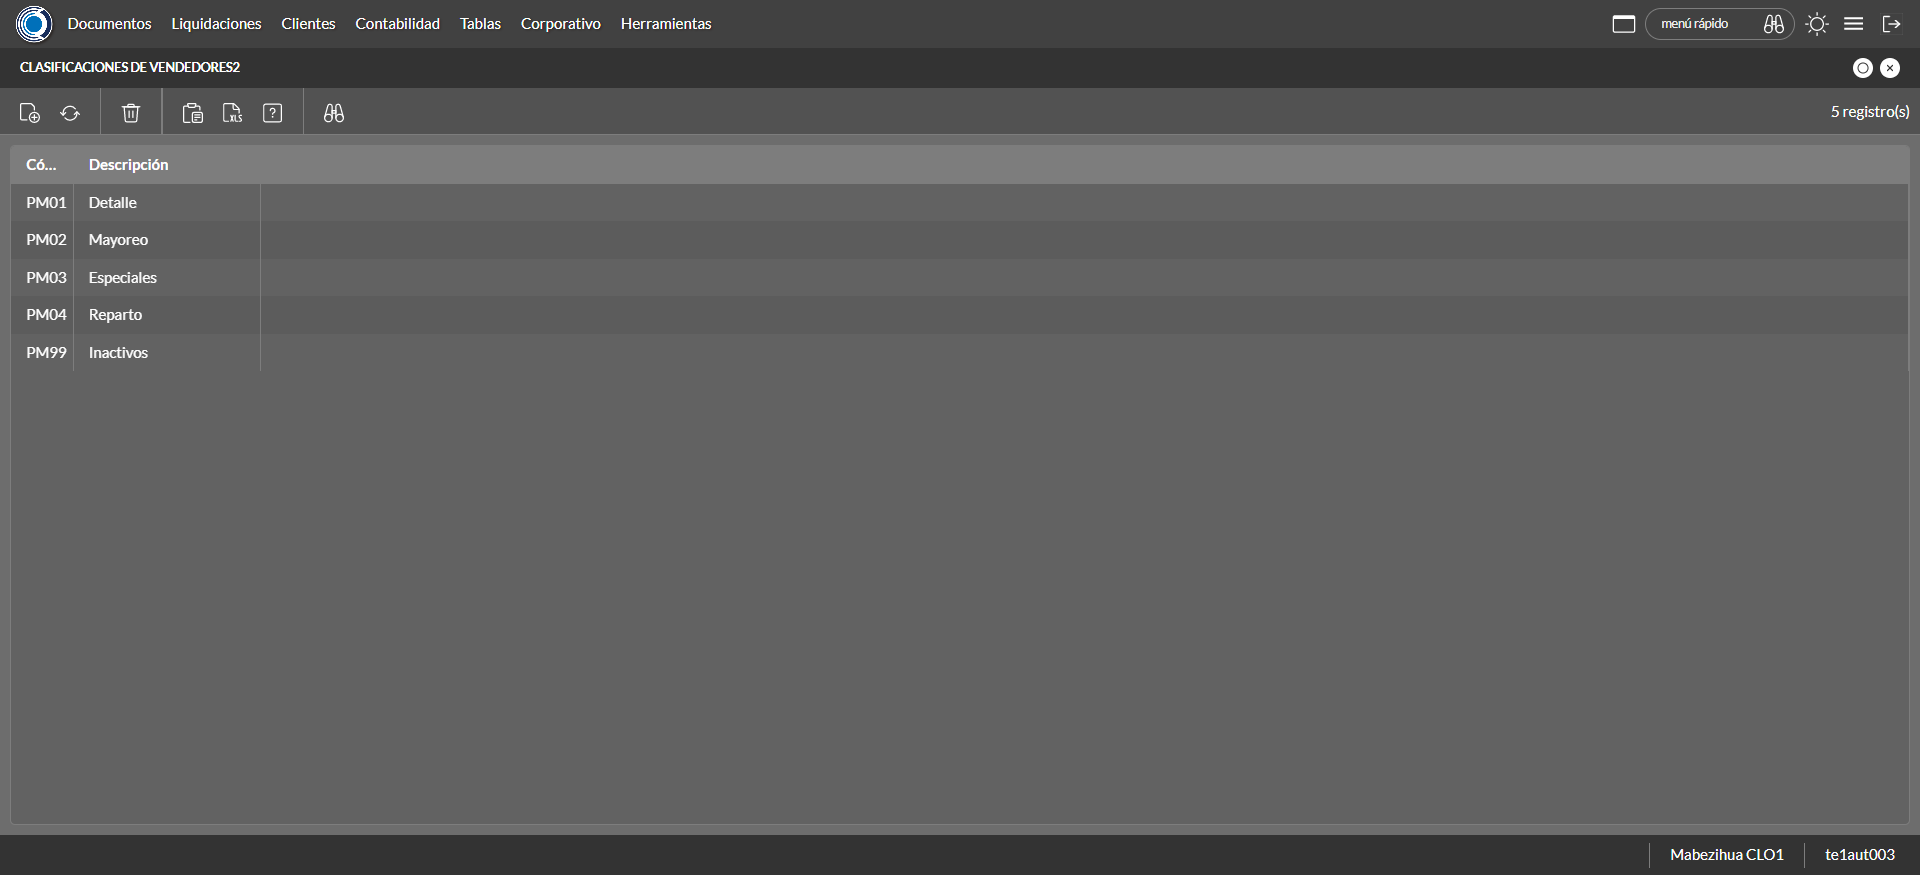 Documentos Liquidaciones Clientes Contabilidad Tablas Corporativo Herramientas menú rápido
CLASIFICACIONES DE VENDEDORES2
XLS ? 5 registro(s)
Có... Descripción
PM01 Detalle
PM02 Mayoreo
PM03 Especiales
PM04 Reparto
PM99 Inactivos
Mabezihua CLO1 te1aut003